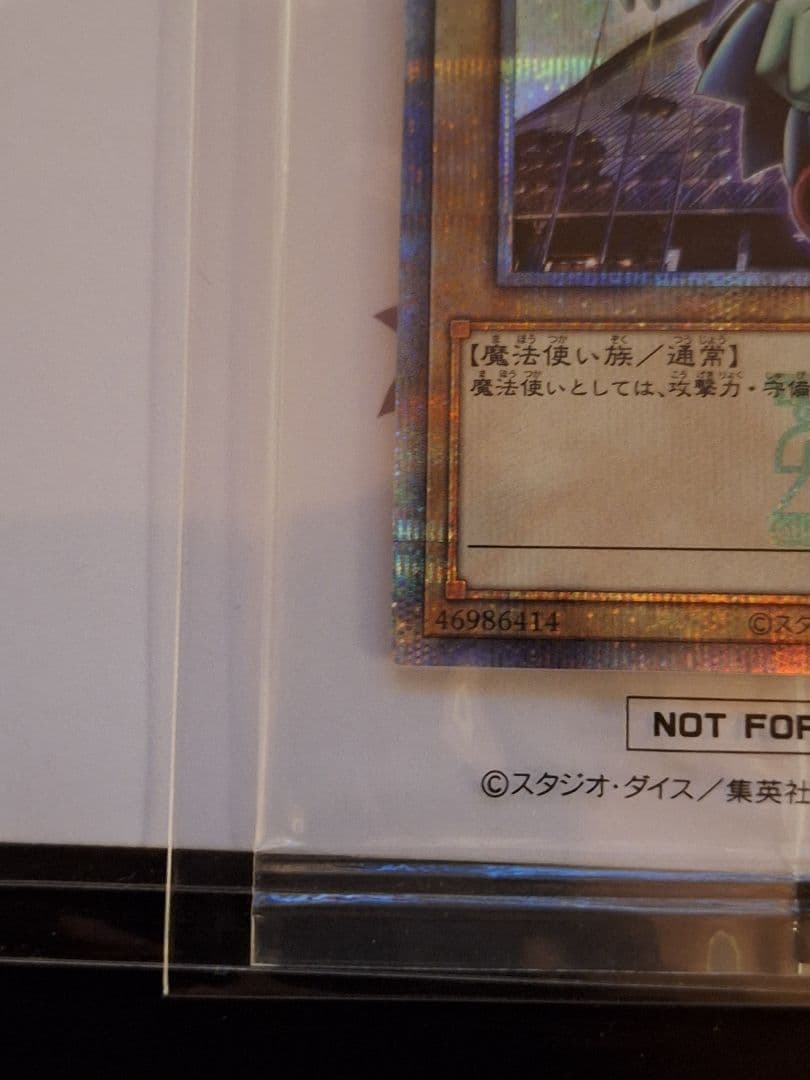 【魔法使い族／通常】
魔法使いとしては、攻撃力・守備
46986414
©スタ
NOT FOR
©スタジオ・ダイス／集英社